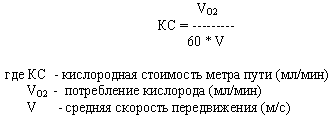 V₀₂
КС = ---------
60 * V
где КС - кислородная стоимость метра пути (мл/мин)
V₀₂ - потребление кислорода (мл/мин)
V - средняя скорость передвижения (м/с)